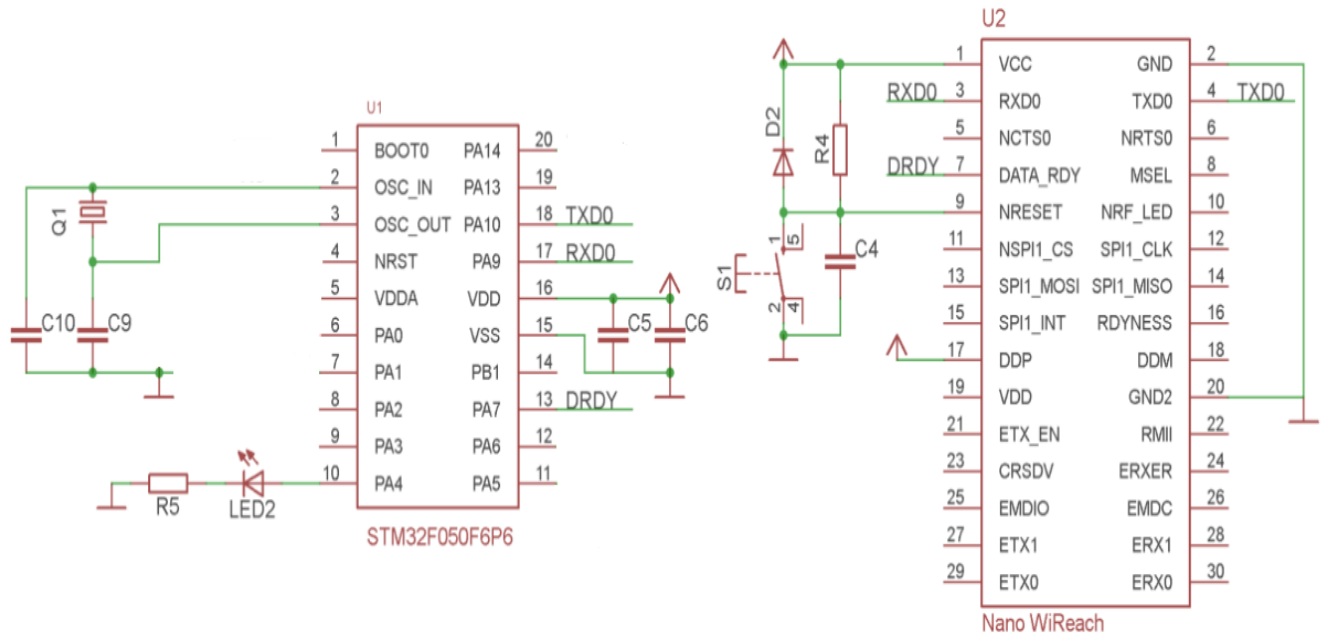 U1
1 BOOT0 PA14 20
2 OSC_IN PA13 19
3 OSC_OUT PA10 18 TXD0
4 NRST PA9 17 RXD0
5 VDDA VDD 16
6 PA0 VSS 15
7 PA1 PB1 14
8 PA2 PA7 13 DRDY
9 PA3 PA6 12
10 PA4 PA5 11
STM32F050F6P6
Q1
C10
C9
R5
LED2
C5
C6
U2
1 VCC GND 2
RXD0 3 RXD0 TXD0 4 TXD0
5 NCTS0 NRTS0 6
DRDY 7 DATA_RDY MSEL 8
9 NRESET NRF_LED 10
11 NSPI1_CS SPI1_CLK 12
13 SPI1_MOSI SPI1_MISO 14
15 SPI1_INT RDYNESS 16
17 DDP DDM 18
19 VDD GND2 20
21 ETX_EN RMII 22
23 CRSDV ERXER 24
25 EMDIO EMDC 26
27 ETX1 ERX1 28
29 ETX0 ERX0 30
Nano WiReach
D2
R4
S1
1
5
2
4
C4